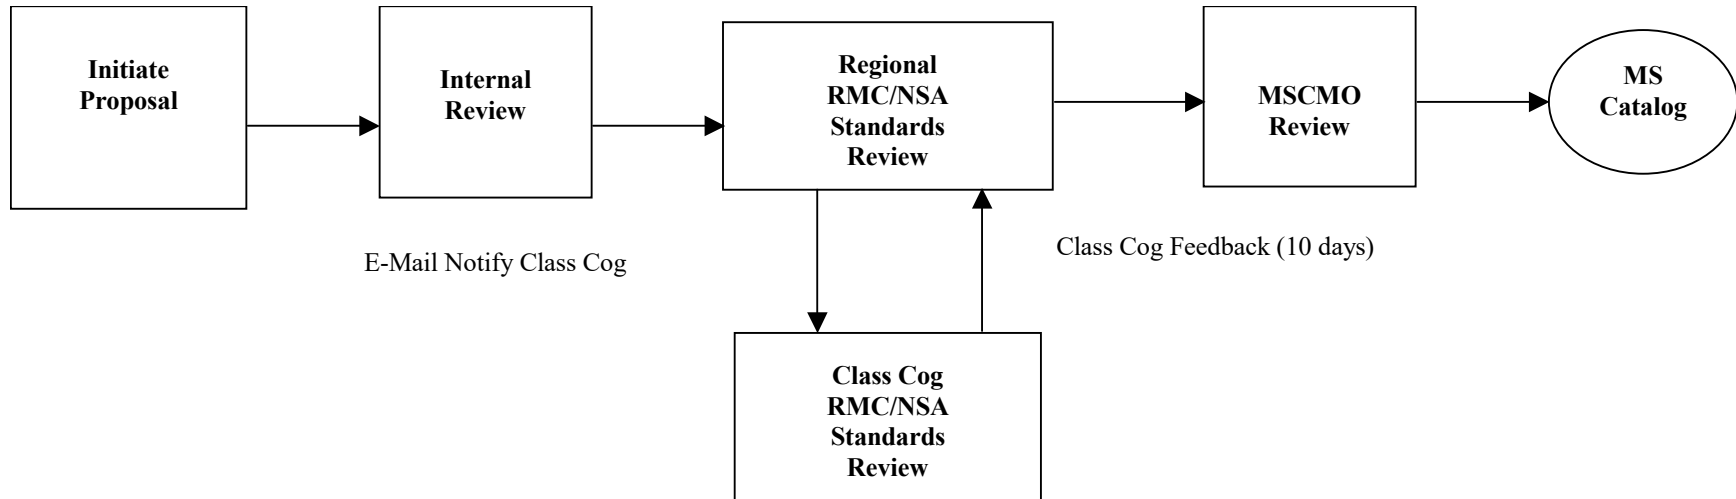 Initiate
Proposal
Internal
Review
Regional
RMC/NSA
Standards
Review
MSCMO
Review
MS
Catalog
E-Mail Notify Class Cog
Class Cog Feedback (10 days)
Class Cog
RMC/NSA
Standards
Review